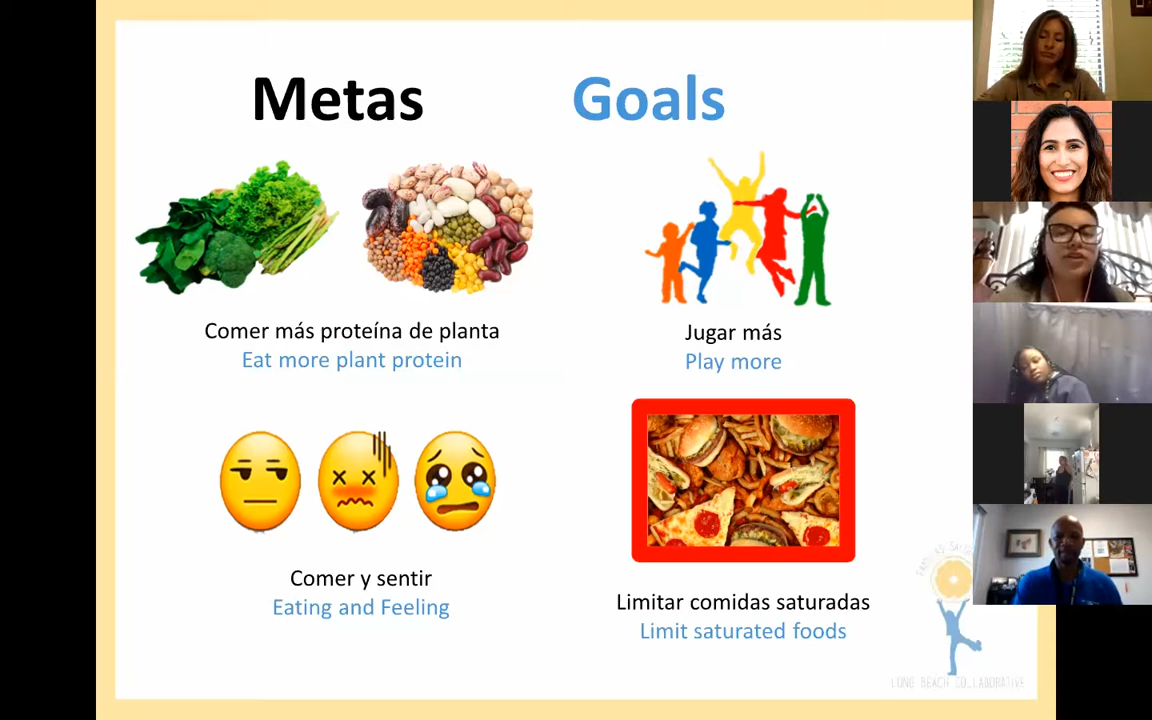 Metas
Goals
Comer más proteína de planta
Eat more plant protein
Jugar más
Play more
Comer y sentir
Eating and Feeling
Limitar comidas saturadas
Limit saturated foods
LONG BEACH COLLABORATIVE